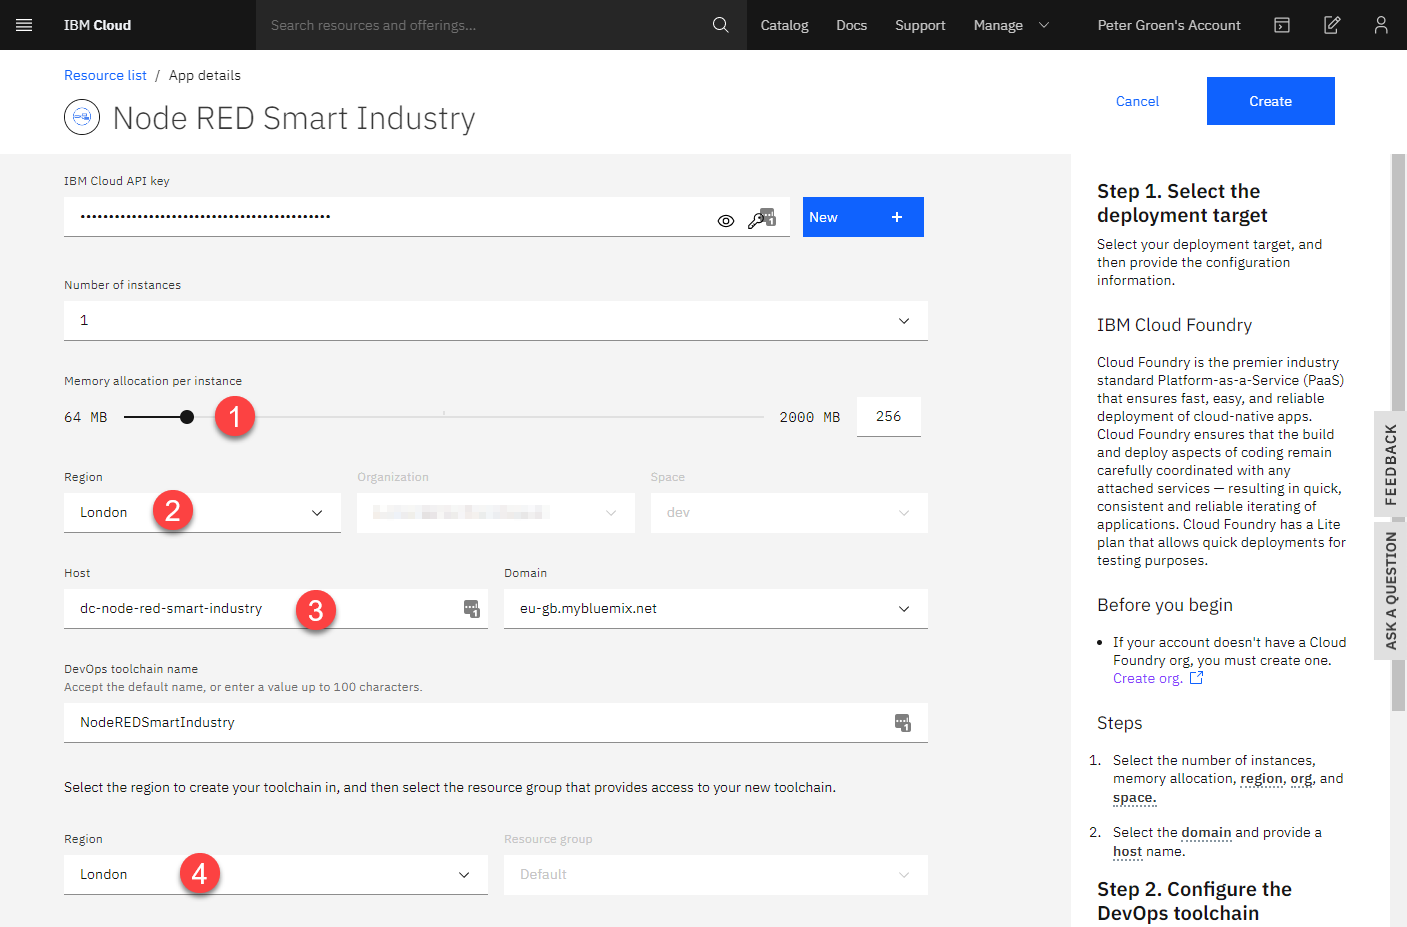 IBM Cloud
Search resources and offerings...
Catalog
Docs
Support
Manage
Peter Groen's Account
Resource list / App details
Node RED Smart Industry
Cancel
Create
IBM Cloud API key
••••••••••••••••••••••••••••••••••••••••••••
1
New +
Number of instances
1
Memory allocation per instance
64 MB
1
2000 MB
256
Region
London
2
Organization
Space
dev
Host
dc-node-red-smart-industry
3
1
Domain
eu-gb.mybluemix.net
DevOps toolchain name
Accept the default name, or enter a value up to 100 characters.
NodeREDSmartIndustry
1
Select the region to create your toolchain in, and then select the resource group that provides access to your new toolchain.
Region
London
4
Resource group
Default
Step 1. Select the
deployment target
Select your deployment target, and
then provide the configuration
information.
IBM Cloud Foundry
Cloud Foundry is the premier industry
standard Platform-as-a-Service (PaaS)
that ensures fast, easy, and reliable
deployment of cloud-native apps.
Cloud Foundry ensures that the build
and deploy aspects of coding remain
carefully coordinated with any
attached services — resulting in quick,
consistent and reliable iterating of
applications. Cloud Foundry has a Lite
plan that allows quick deployments for
testing purposes.
Before you begin
• If your account doesn't have a Cloud
Foundry org, you must create one.
Create org.
Steps
1. Select the number of instances,
memory allocation, region, org, and
space.
2. Select the domain and provide a
host name.
Step 2. Configure the
DevOps toolchain
FEEDBACK
ASK A QUESTION